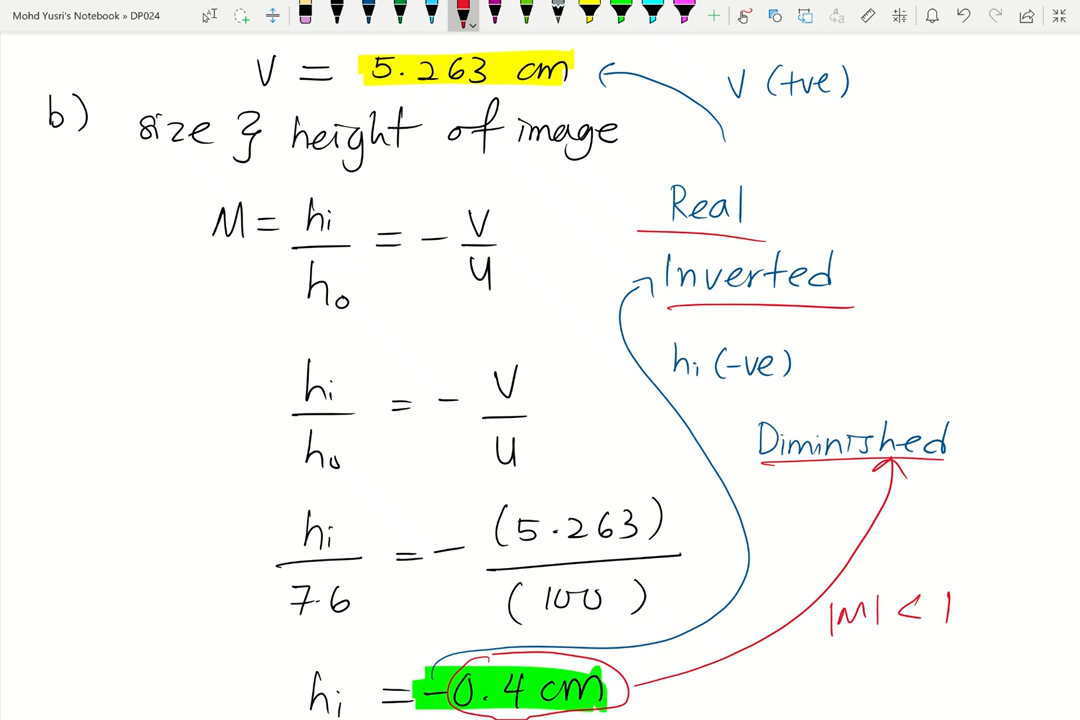 Mohd Yusri's Notebook » DP024
V = 5.263 cm
V (+ve)
b) size } height of image
M = hi/ho = - V/u
Real
Inverted
hi (-ve)
hi/ho = - V/u
Diminished
hi/7.6 = - (5.263)/(100)
|M| < 1
hi = -0.4 cm